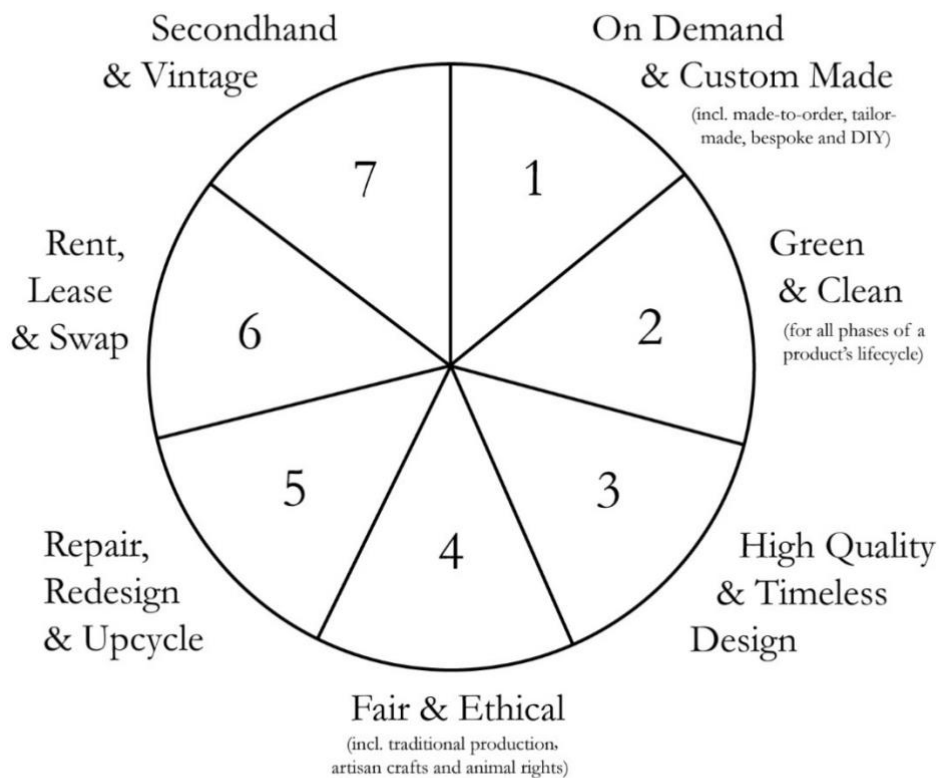 Secondhand
& Vintage
On Demand
& Custom Made
(incl. made-to-order, tailor-
made, bespoke and DIY)
7
1
Rent,
Lease
& Swap
6
2
Green
& Clean
(for all phases of a
product's lifecycle)
5
4
3
Repair,
Redesign
& Upcycle
High Quality
& Timeless
Design
Fair & Ethical
(incl. traditional production,
artisan crafts and animal rights)